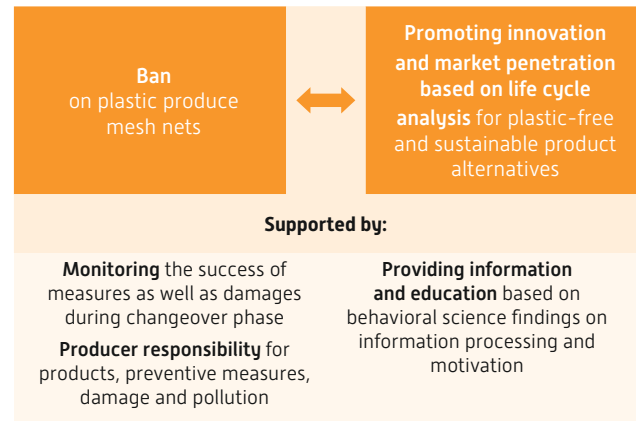 Ban
on plastic produce
mesh nets
Promoting innovation
and market penetration
based on life cycle
analysis for plastic-free
and sustainable product
alternatives
Supported by:
Monitoring the success of
measures as well as damages
during changeover phase
Producer responsibility for
products, preventive measures,
damage and pollution
Providing information
and education based on
behavioral science findings on
information processing and
motivation